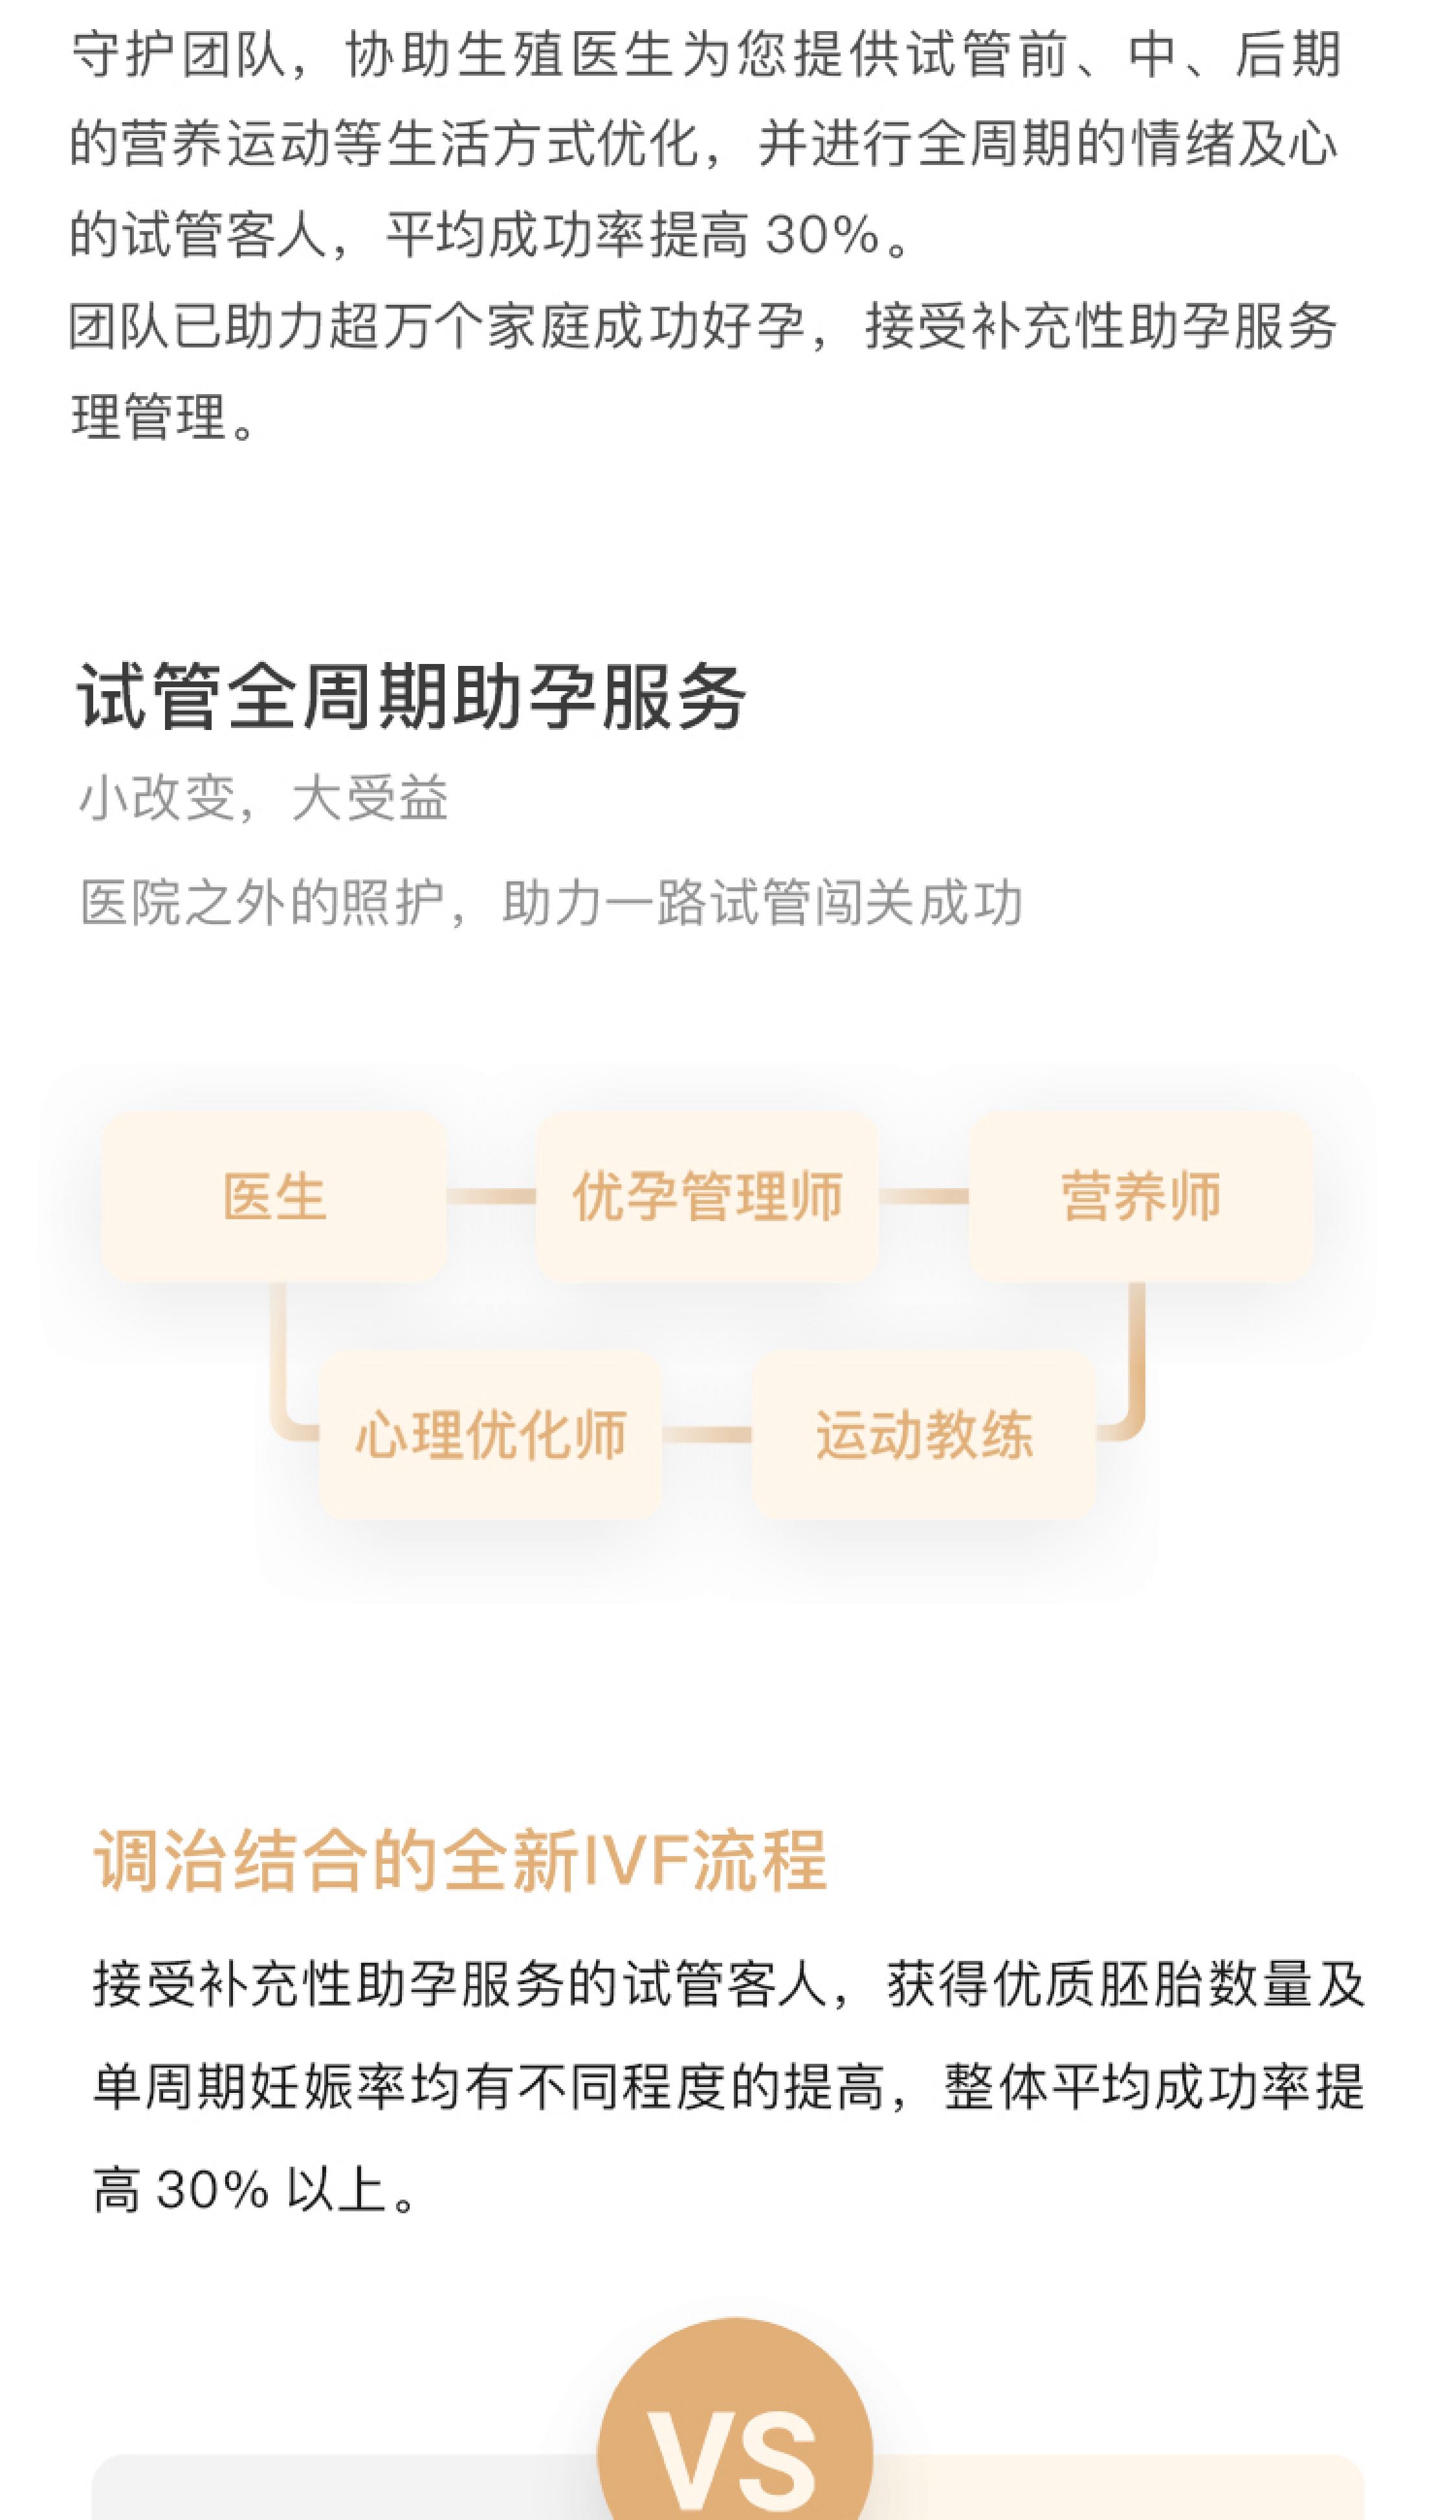 守护团队，协助生殖医生为您提供试管前、中、后期
的营养运动等生活方式优化，并进行全周期的情绪及心
的试管客人，平均成功率提高 30%。
团队已助力超万个家庭成功好孕，接受补充性助孕服务
理管理。
试管全周期助孕服务
小改变，大受益
医院之外的照护，助力一路试管闯关成功
医生
优孕管理师
营养师
心理优化师
运动教练
调治结合的全新IVF流程
接受补充性助孕服务的试管客人，获得优质胚胎数量及
单周期妊娠率均有不同程度的提高，整体平均成功率提
高 30% 以上。
VS